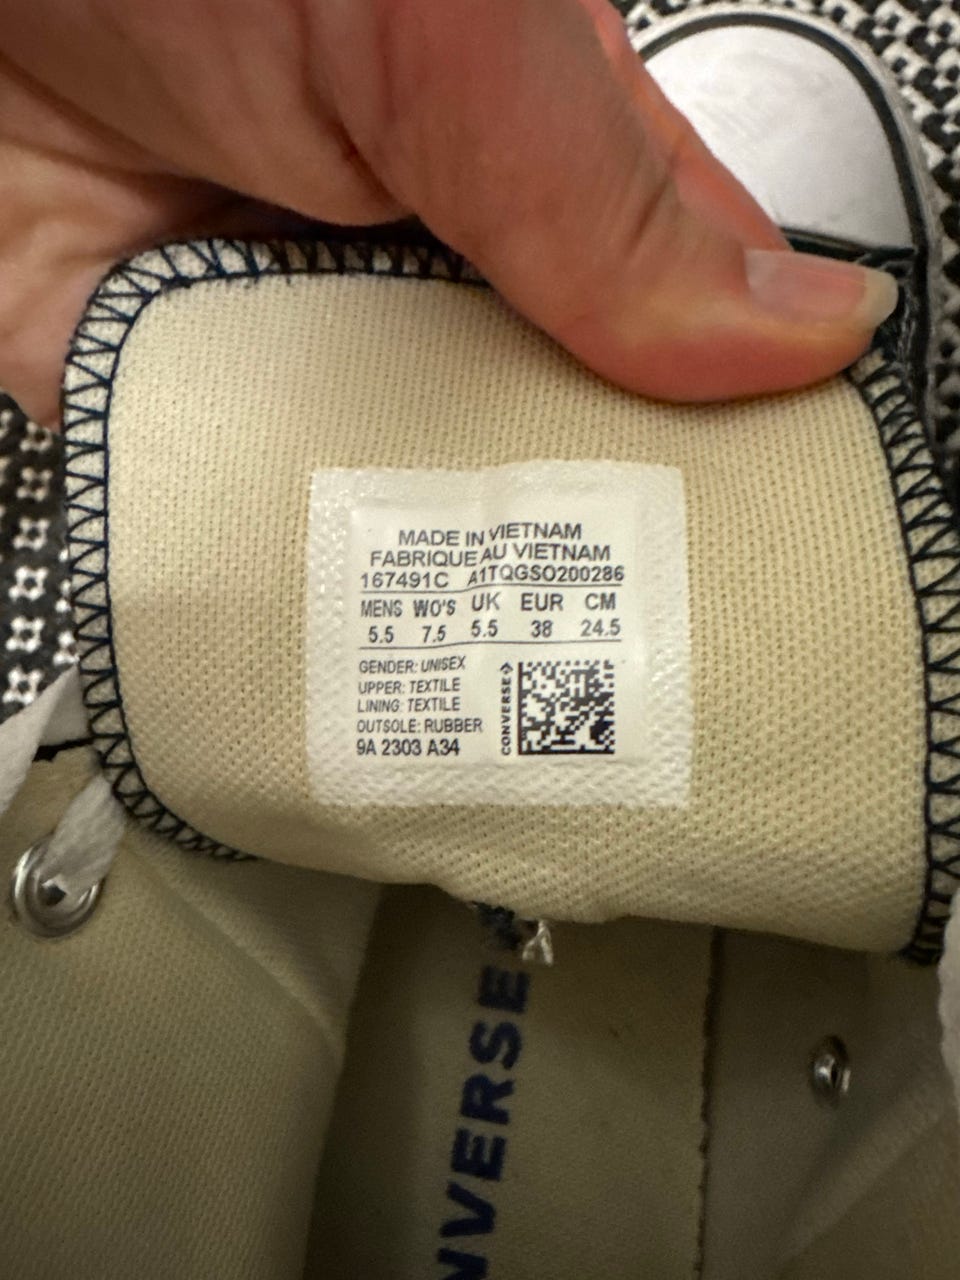 MADE IN VIETNAM
FABRIQUE AU VIETNAM
167491C A1TQGSO200286
MENS WO'S UK EUR CM
5.5 7.5 5.5 38 24.5
GENDER: UNISEX
UPPER: TEXTILE
LINING: TEXTILE
OUTSOLE: RUBBER
9A 2303 A34
CONVERSE
NVERSE